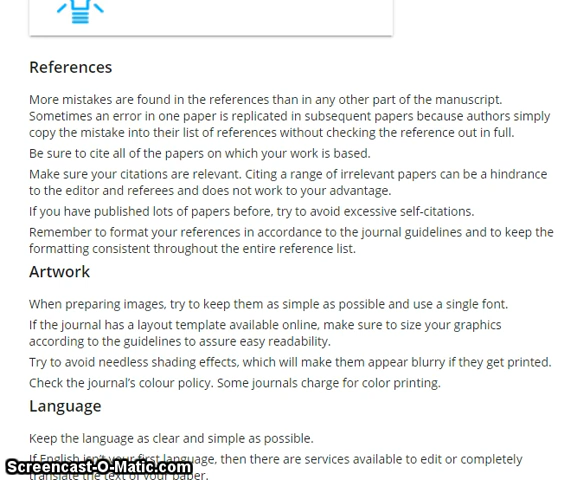 References
More mistakes are found in the references than in any other part of the manuscript.
Sometimes an error in one paper is replicated in subsequent papers because authors simply
copy the mistake into their list of references without checking the reference out in full.
Be sure to cite all of the papers on which your work is based.
Make sure your citations are relevant. Citing a range of irrelevant papers can be a hindrance
to the editor and referees and does not work to your advantage.
If you have published lots of papers before, try to avoid excessive self-citations.
Remember to format your references in accordance to the journal guidelines and to keep the
formatting consistent throughout the entire reference list.
Artwork
When preparing images, try to keep them as simple as possible and use a single font.
If the journal has a layout template available online, make sure to size your graphics
according to the guidelines to assure easy readability.
Try to avoid needless shading effects, which will make them appear blurry if they get printed.
Check the journal's colour policy. Some journals charge for color printing.
Language
Keep the language as clear and simple as possible.
If English isn't your first language, then there are services available to edit or completely
Screencast-O-Matic.com
translate the text of your paper.